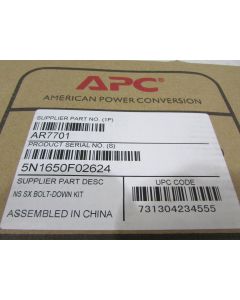 APC
AMERICAN POWER CONVERSION
SUPPLIER PART NO. (1P)
AR7701
PRODUCT SERIAL NO. (S)
5N1650F02624
SUPPLIER PART DESC
UPC CODE
NS SX BOLT-DOWN KIT
731304234555
ASSEMBLED IN CHINA